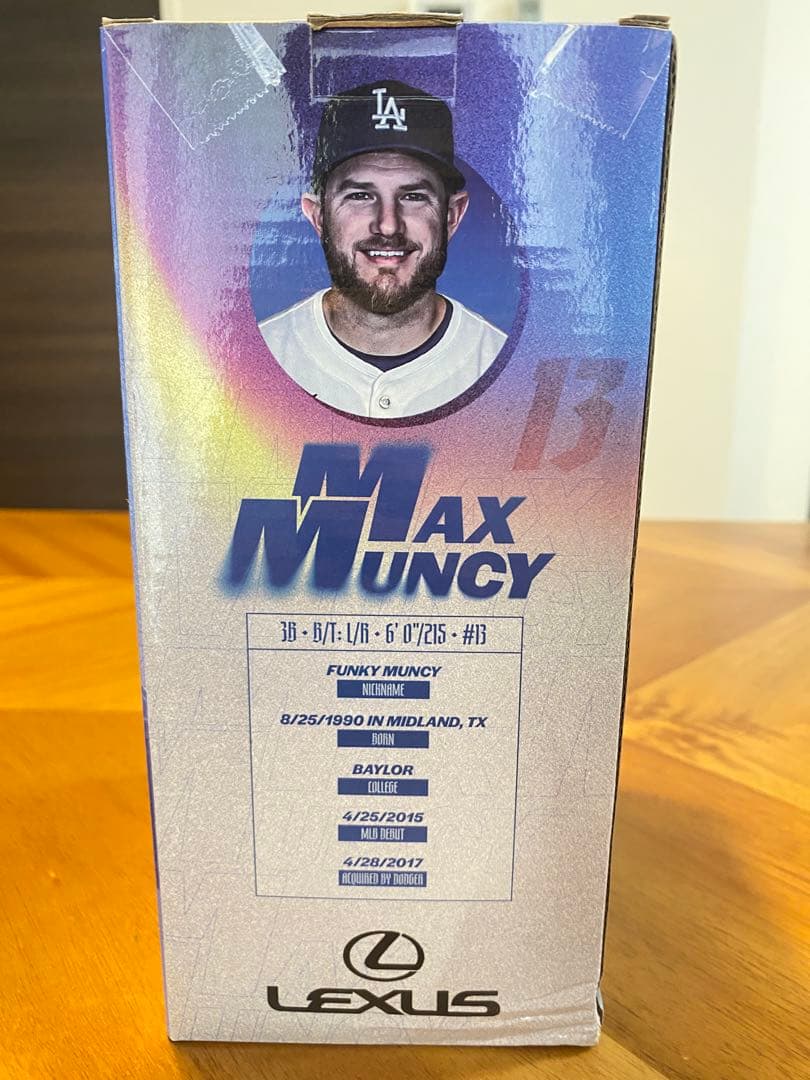 LA
13
MAX
MUNCY
3B • B/T: L/R • 6' 0"/215 • #13
FUNKY MUNCY
NICKNAME
8/25/1990 IN MIDLAND, TX
BORN
BAYLOR
COLLEGE
4/25/2015
MLB DEBUT
4/28/2017
ACQUIRED BY DODGER
LEXUS